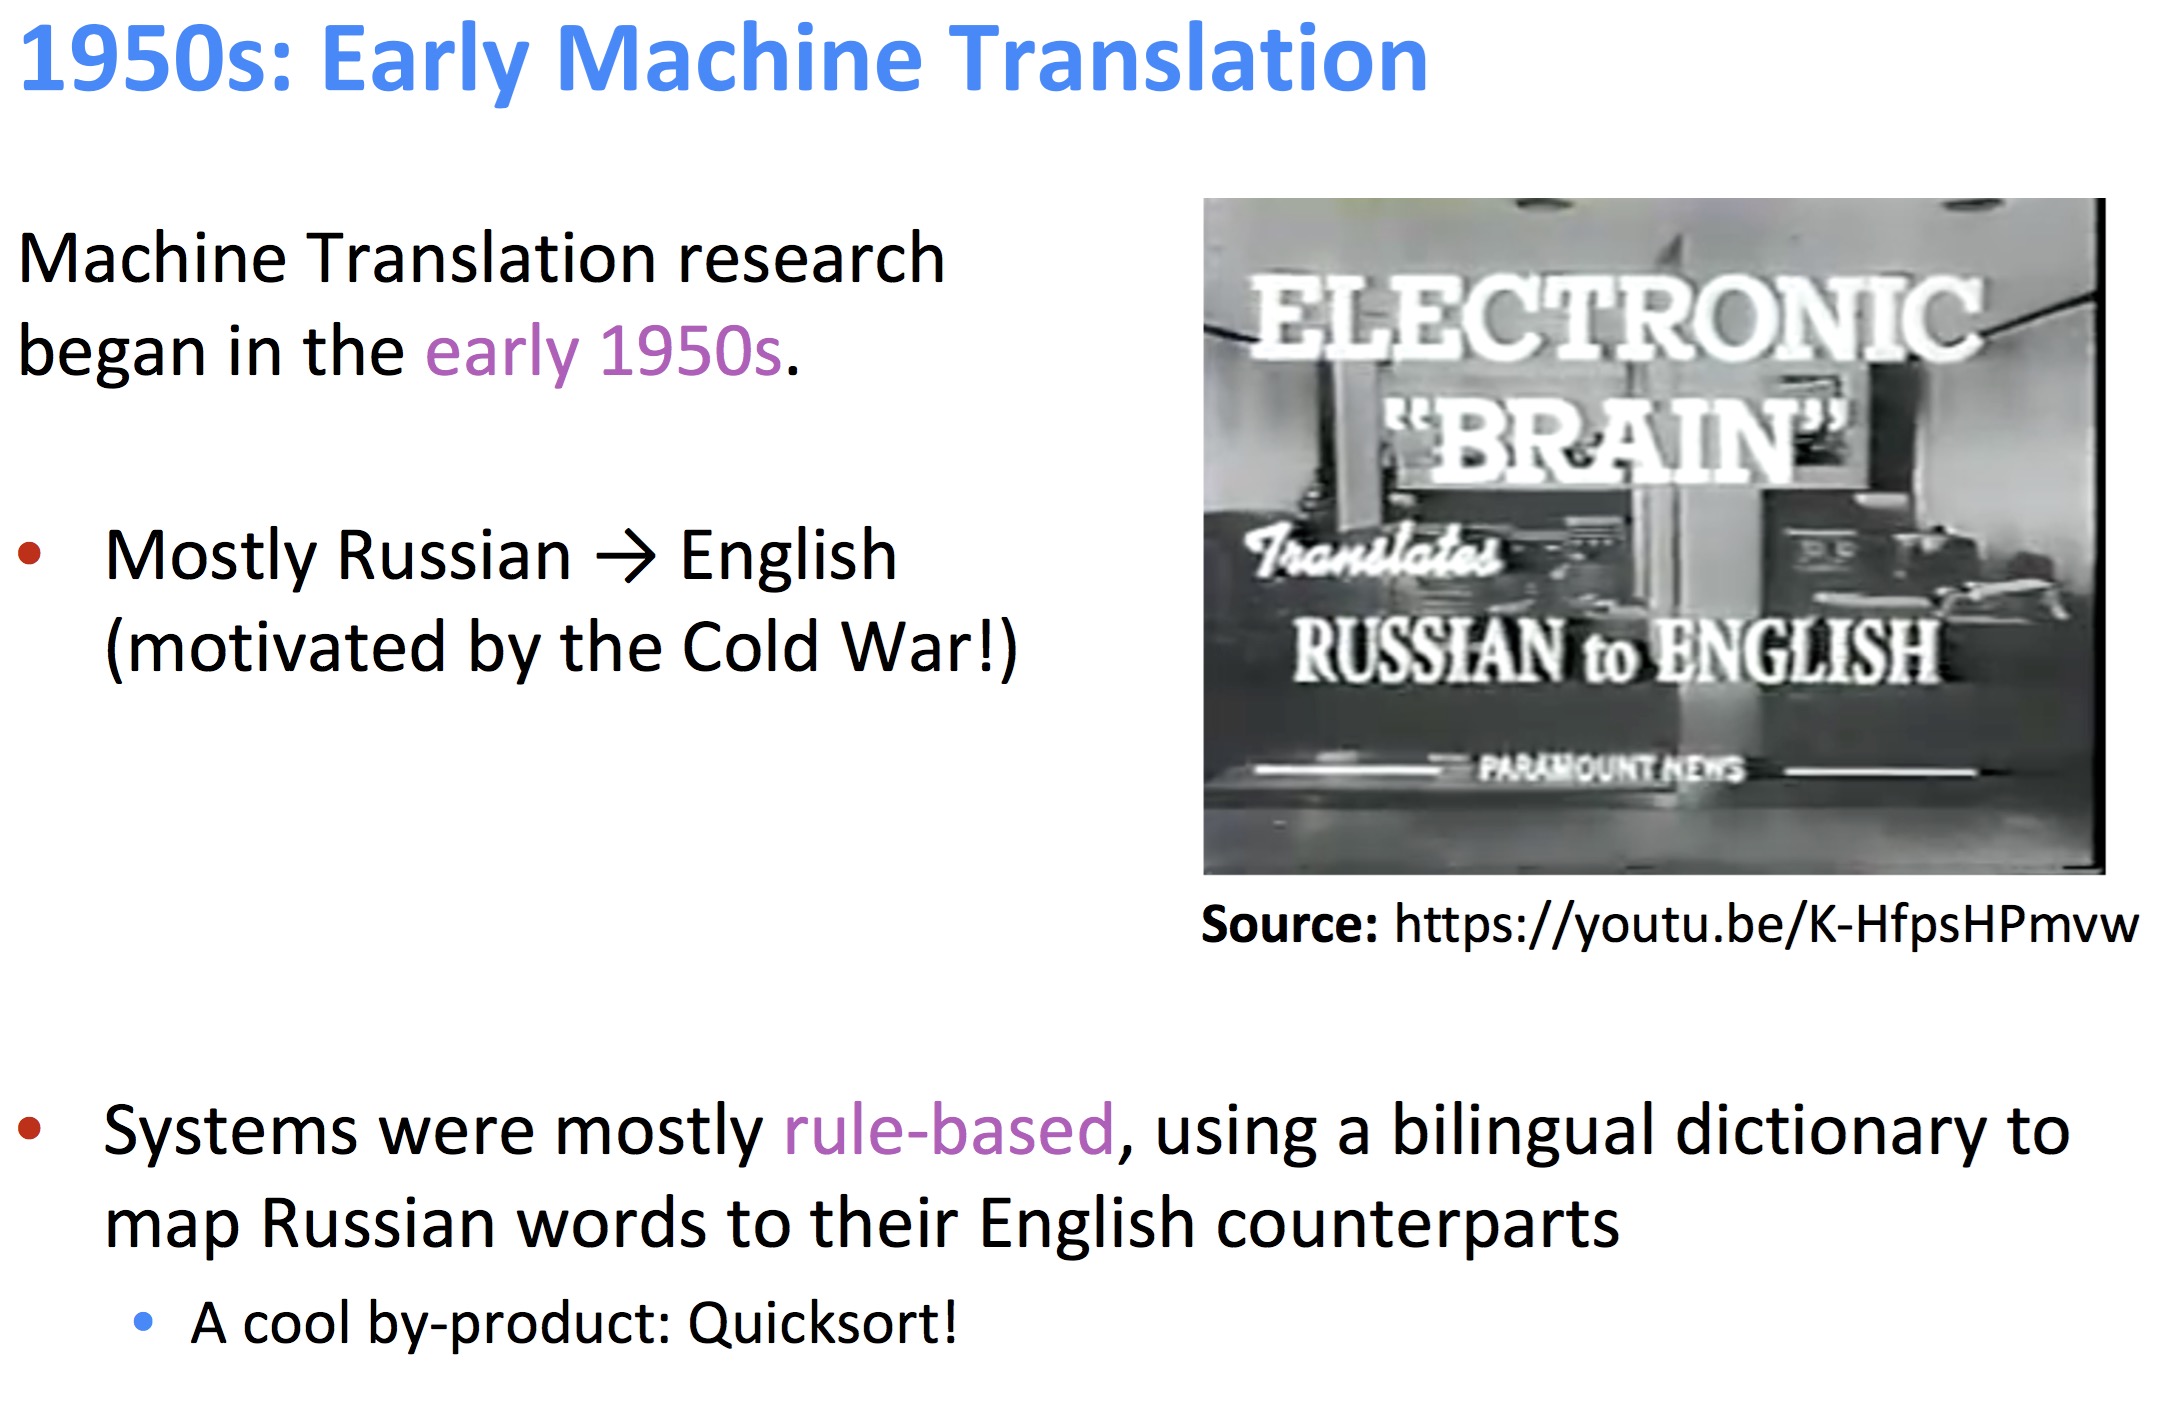 1950s: Early Machine Translation
Machine Translation research
began in the early 1950s.
• Mostly Russian → English
(motivated by the Cold War!)
ELECTRONIC
“BRAIN”
Translates
RUSSIAN to ENGLISH
PARAMOUNT NEWS
Source: https://youtu.be/K-HfpsHPmvw
• Systems were mostly rule-based, using a bilingual dictionary to
map Russian words to their English counterparts
• A cool by-product: Quicksort!